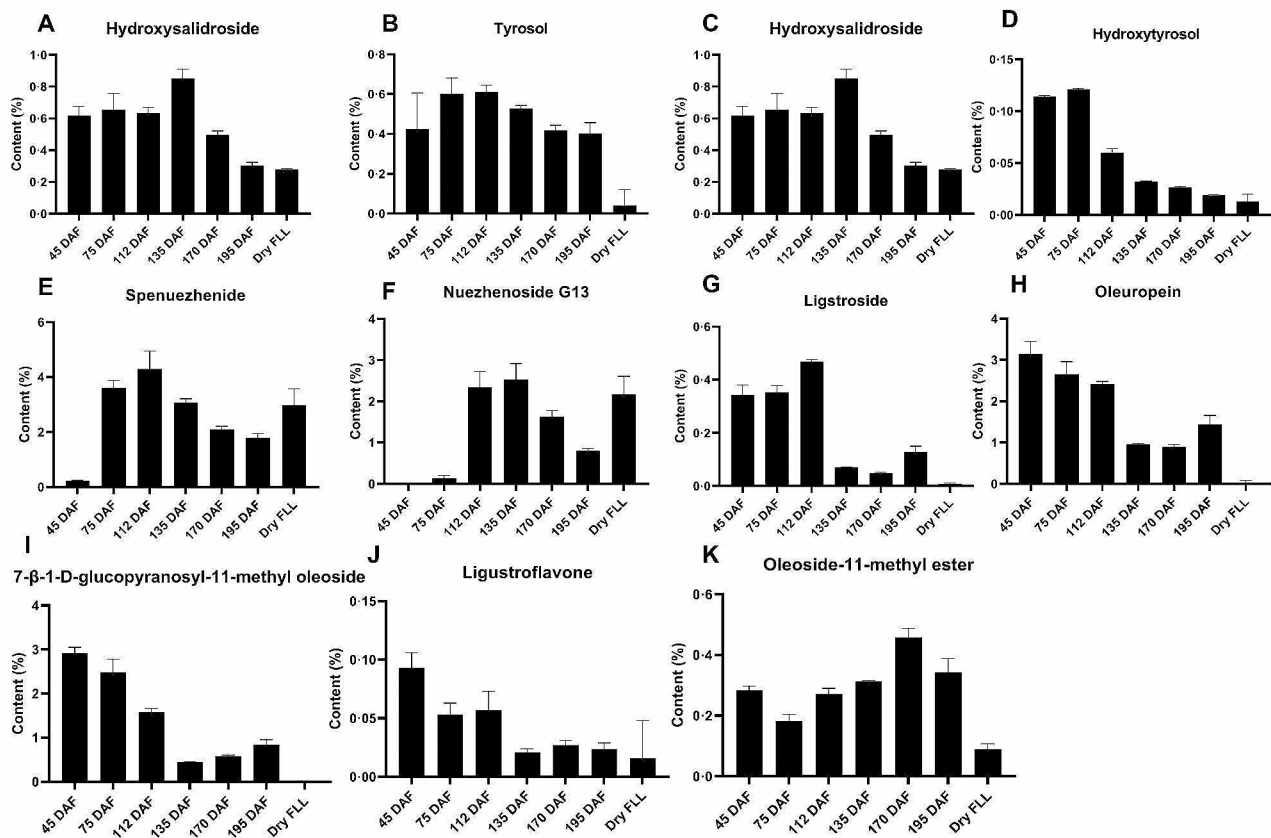 A
Hydroxysalidroside
Content (%)
1·0
0·8
0·6
0·4
0·2
0·0
45 DAF
75 DAF
112 DAF
135 DAF
170 DAF
195 DAF
Dry FLL
B
Tyrosol
Content (%)
0·8
0·6
0·4
0·2
0·0
45 DAF
75 DAF
112 DAF
135 DAF
170 DAF
195 DAF
Dry FLL
C
Hydroxysalidroside
Content (%)
1·0
0·8
0·6
0·4
0·2
0·0
45 DAF
75 DAF
112 DAF
135 DAF
170 DAF
195 DAF
Dry FLL
D
Hydroxytyrosol
Content (%)
0·15
0·10
0·05
0·00
45 DAF
75 DAF
112 DAF
135 DAF
170 DAF
195 DAF
Dry FLL
E
Spenuezhenide
Content (%)
6
4
2
0
45 DAF
75 DAF
112 DAF
135 DAF
170 DAF
195 DAF
Dry FLL
F
Nuezhenoside G13
Content (%)
4
3
2
1
0
45 DAF
75 DAF
112 DAF
135 DAF
170 DAF
195 DAF
Dry FLL
G
Ligstroside
Content (%)
0·6
0·4
0·2
0·0
45 DAF
75 DAF
112 DAF
135 DAF
170 DAF
195 DAF
Dry FLL
H
Oleuropein
Content (%)
4
3
2
1
0
45 DAF
75 DAF
112 DAF
135 DAF
170 DAF
195 DAF
Dry FLL
I
7-β-1-D-glucopyranosyl-11-methyl oleoside
Content (%)
4
3
2
1
0
45 DAF
75 DAF
112 DAF
135 DAF
170 DAF
195 DAF
Dry FLL
J
Ligustroflavone
Content (%)
0·15
0·10
0·05
0·00
45 DAF
75 DAF
112 DAF
135 DAF
170 DAF
195 DAF
Dry FLL
K
Oleoside-11-methyl ester
Content (%)
0·6
0·4
0·2
0·0
45 DAF
75 DAF
112 DAF
135 DAF
170 DAF
195 DAF
Dry FLL